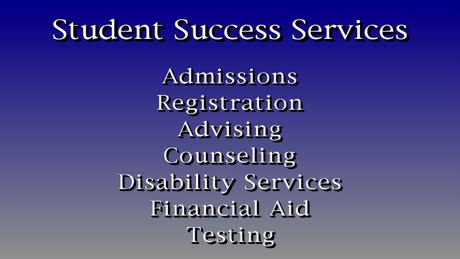 Student Success Services
Admissions
Registration
Advising
Counseling
Disability Services
Financial Aid
Testing